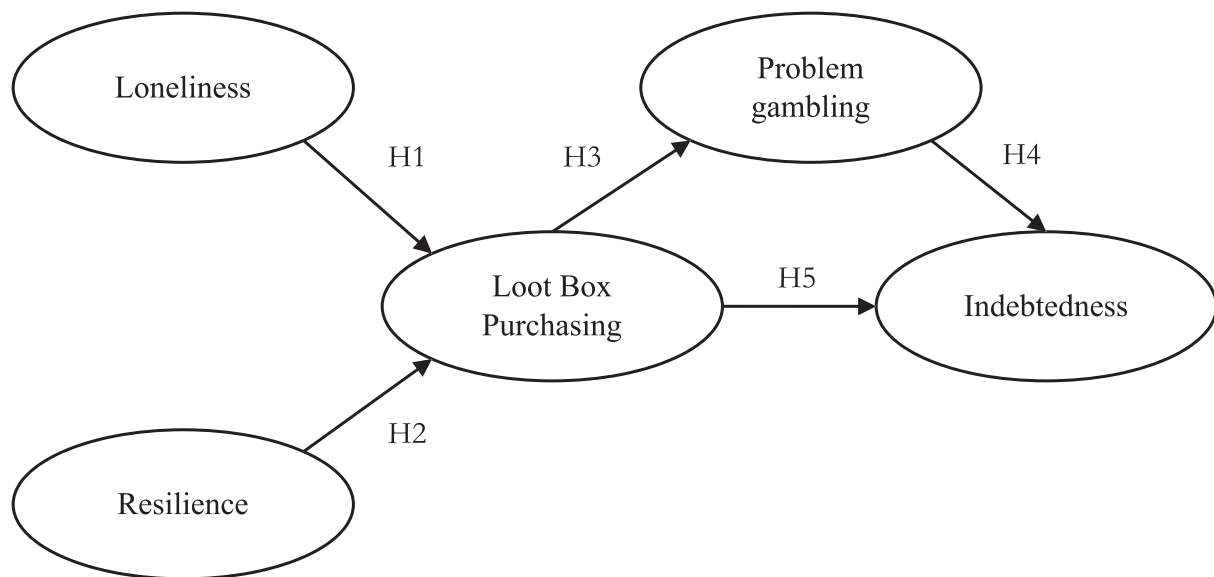 Loneliness
Problem
gambling
H1
H3
H4
Loot Box
Purchasing
H5
Indebtedness
H2
Resilience